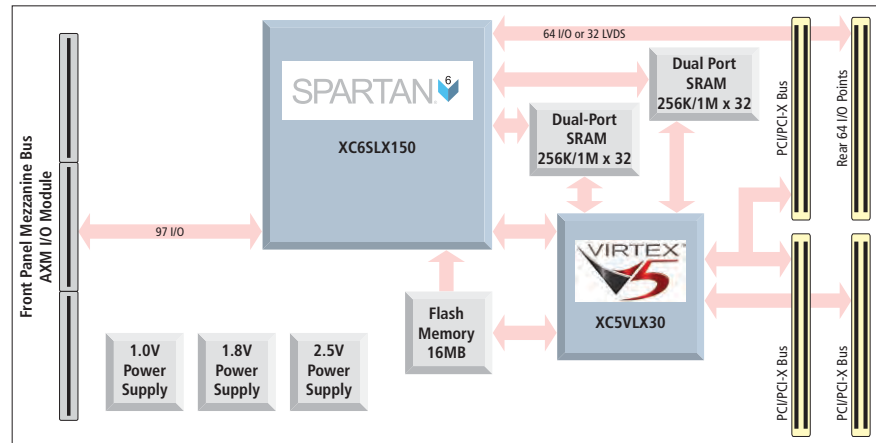 Front Panel Mezzanine Bus
AXM I/O Module
97 I/O
SPARTAN 6
XC6SLX150
64 I/O or 32 LVDS
Dual Port
SRAM
256K/1M x 32
Dual-Port
SRAM
256K/1M x 32
VIRTEX™
5
XC5VLX30
Flash
Memory
16MB
1.0V
Power
Supply
1.8V
Power
Supply
2.5V
Power
Supply
PCI/PCI-X Bus
Rear 64 I/O Points
PCI/PCI-X Bus
PCI/PCI-X Bus